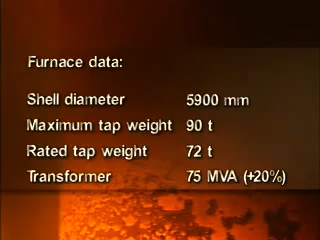 Furnace data:
Shell diameter 5900 mm
Maximum tap weight 90 t
Rated tap weight 72 t
Transformer 75 MVA (+20%)